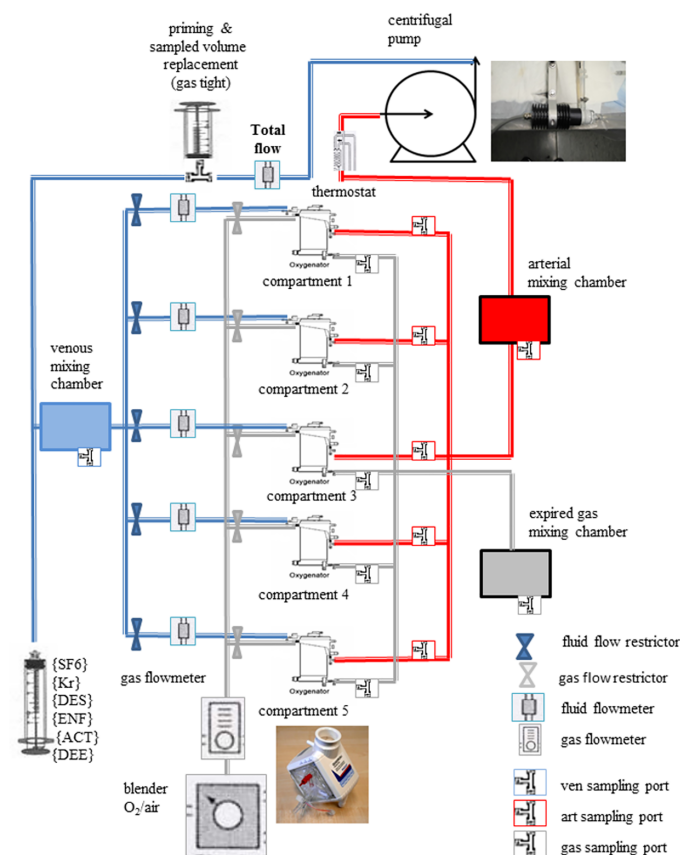 priming &
sampled volume
replacement
(gas tight)
centrifugal
pump
Total
flow
thermostat
Oxygenator
compartment 1
arterial
mixing chamber
Oxygenator
compartment 2
venous
mixing
chamber
Oxygenator
compartment 3
expired gas
mixing chamber
Oxygenator
compartment 4
Oxygenator
compartment 5
{SF6}
{Kr}
{DES}
{ENF}
{ACT}
{DEE}
gas flowmeter
blender
O2/air
fluid flow restrictor
gas flow restrictor
fluid flowmeter
gas flowmeter
ven sampling port
art sampling port
gas sampling port